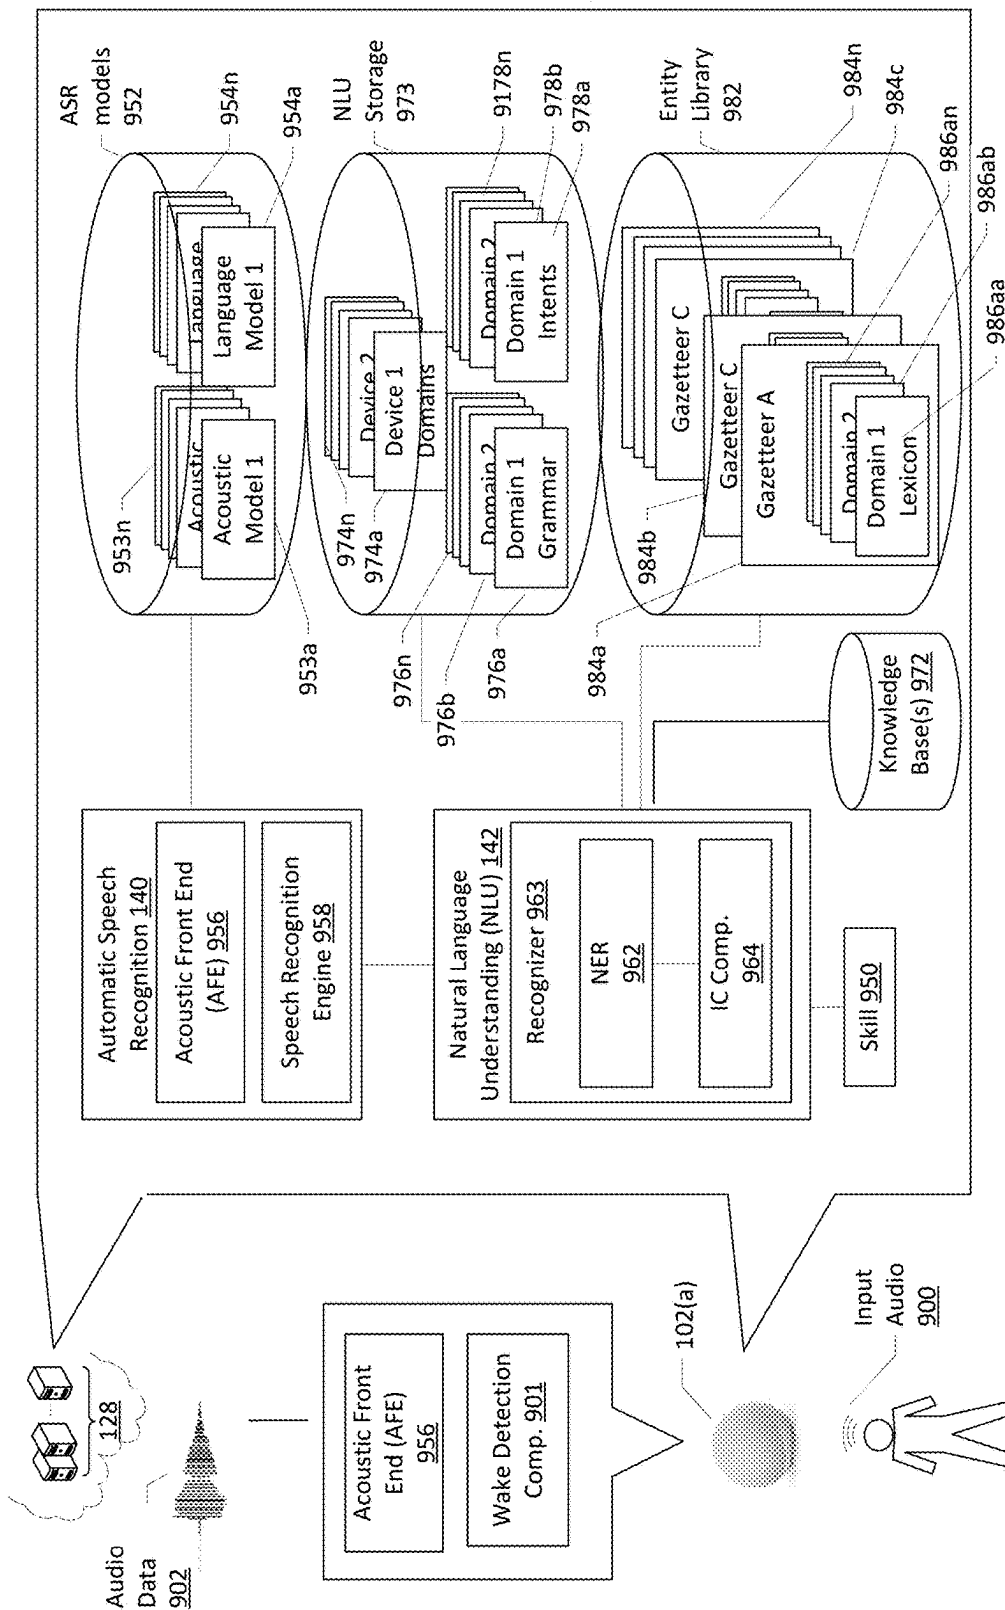 128
Audio
Data
902
Acoustic Front
End (AFE)
956
Wake Detection
Comp. 901
102(a)
Input
Audio
900
Automatic Speech
Recognition 140
Acoustic Front End
(AFE) 956
Speech Recognition
Engine 958
Natural Language
Understanding (NLU) 142
Recognizer 963
NER
962
IC Comp.
964
Skill 950
Knowledge
Base(s) 972
ASR
models
952
953n
Acoustic
Acoustic
Model 1
953a
Language
Language
Model 1
954n
954a
NLU
Storage
973
974n
974a
Device 2
Device 1
Domains
976n
976b
976a
Domain 2
Domain 1
Grammar
Domain 2
Domain 1
Intents
9178n
978b
978a
Entity
Library
982
984a
984b
Gazetteer C
Gazetteer C
Gazetteer A
Domain 2
Domain 1
Lexicon
984n
984c
986an
986ab
986aa